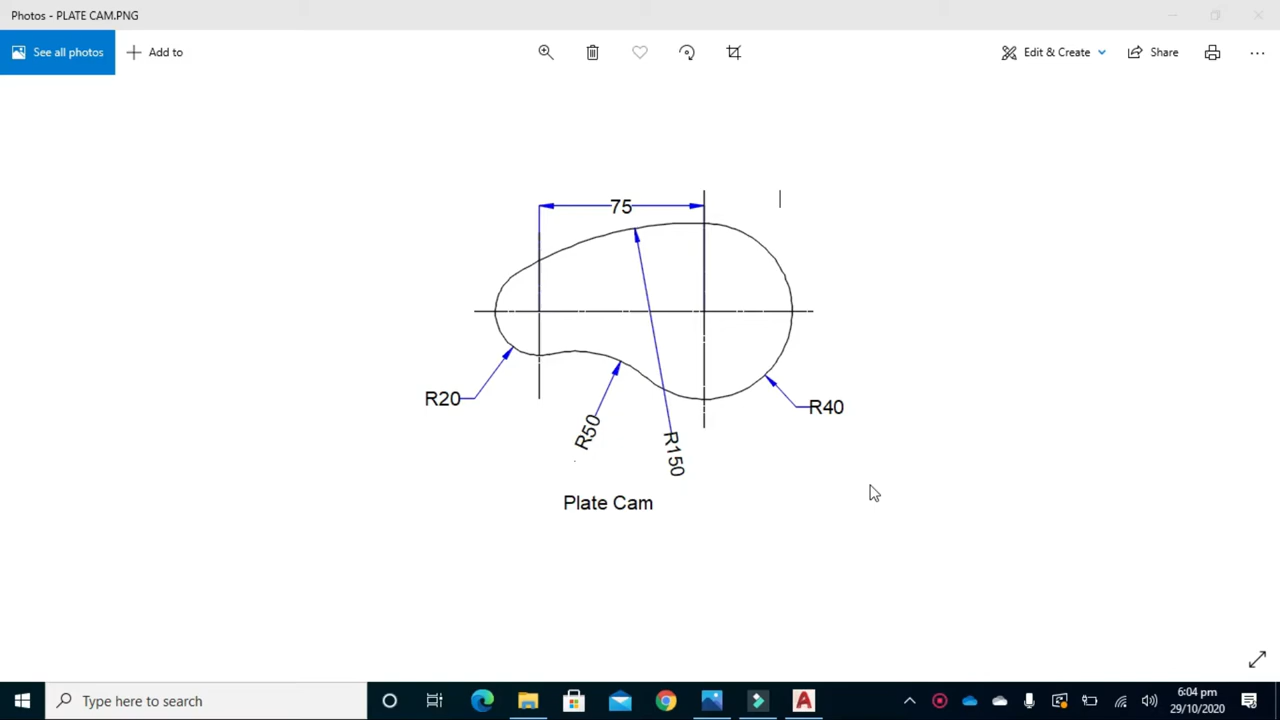 Photos - PLATE CAM.PNG
See all photos
Add to
Edit & Create
Share
75
R20
R50
R150
R40
Plate Cam
Type here to search
6:04 pm
29/10/2020